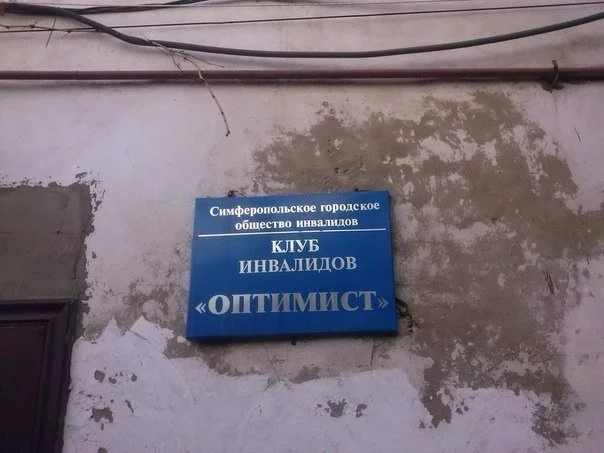 Симферопольское городское
общество инвалидов
КЛУБ
ИНВАЛИДОВ
«ОПТИМИСТ»